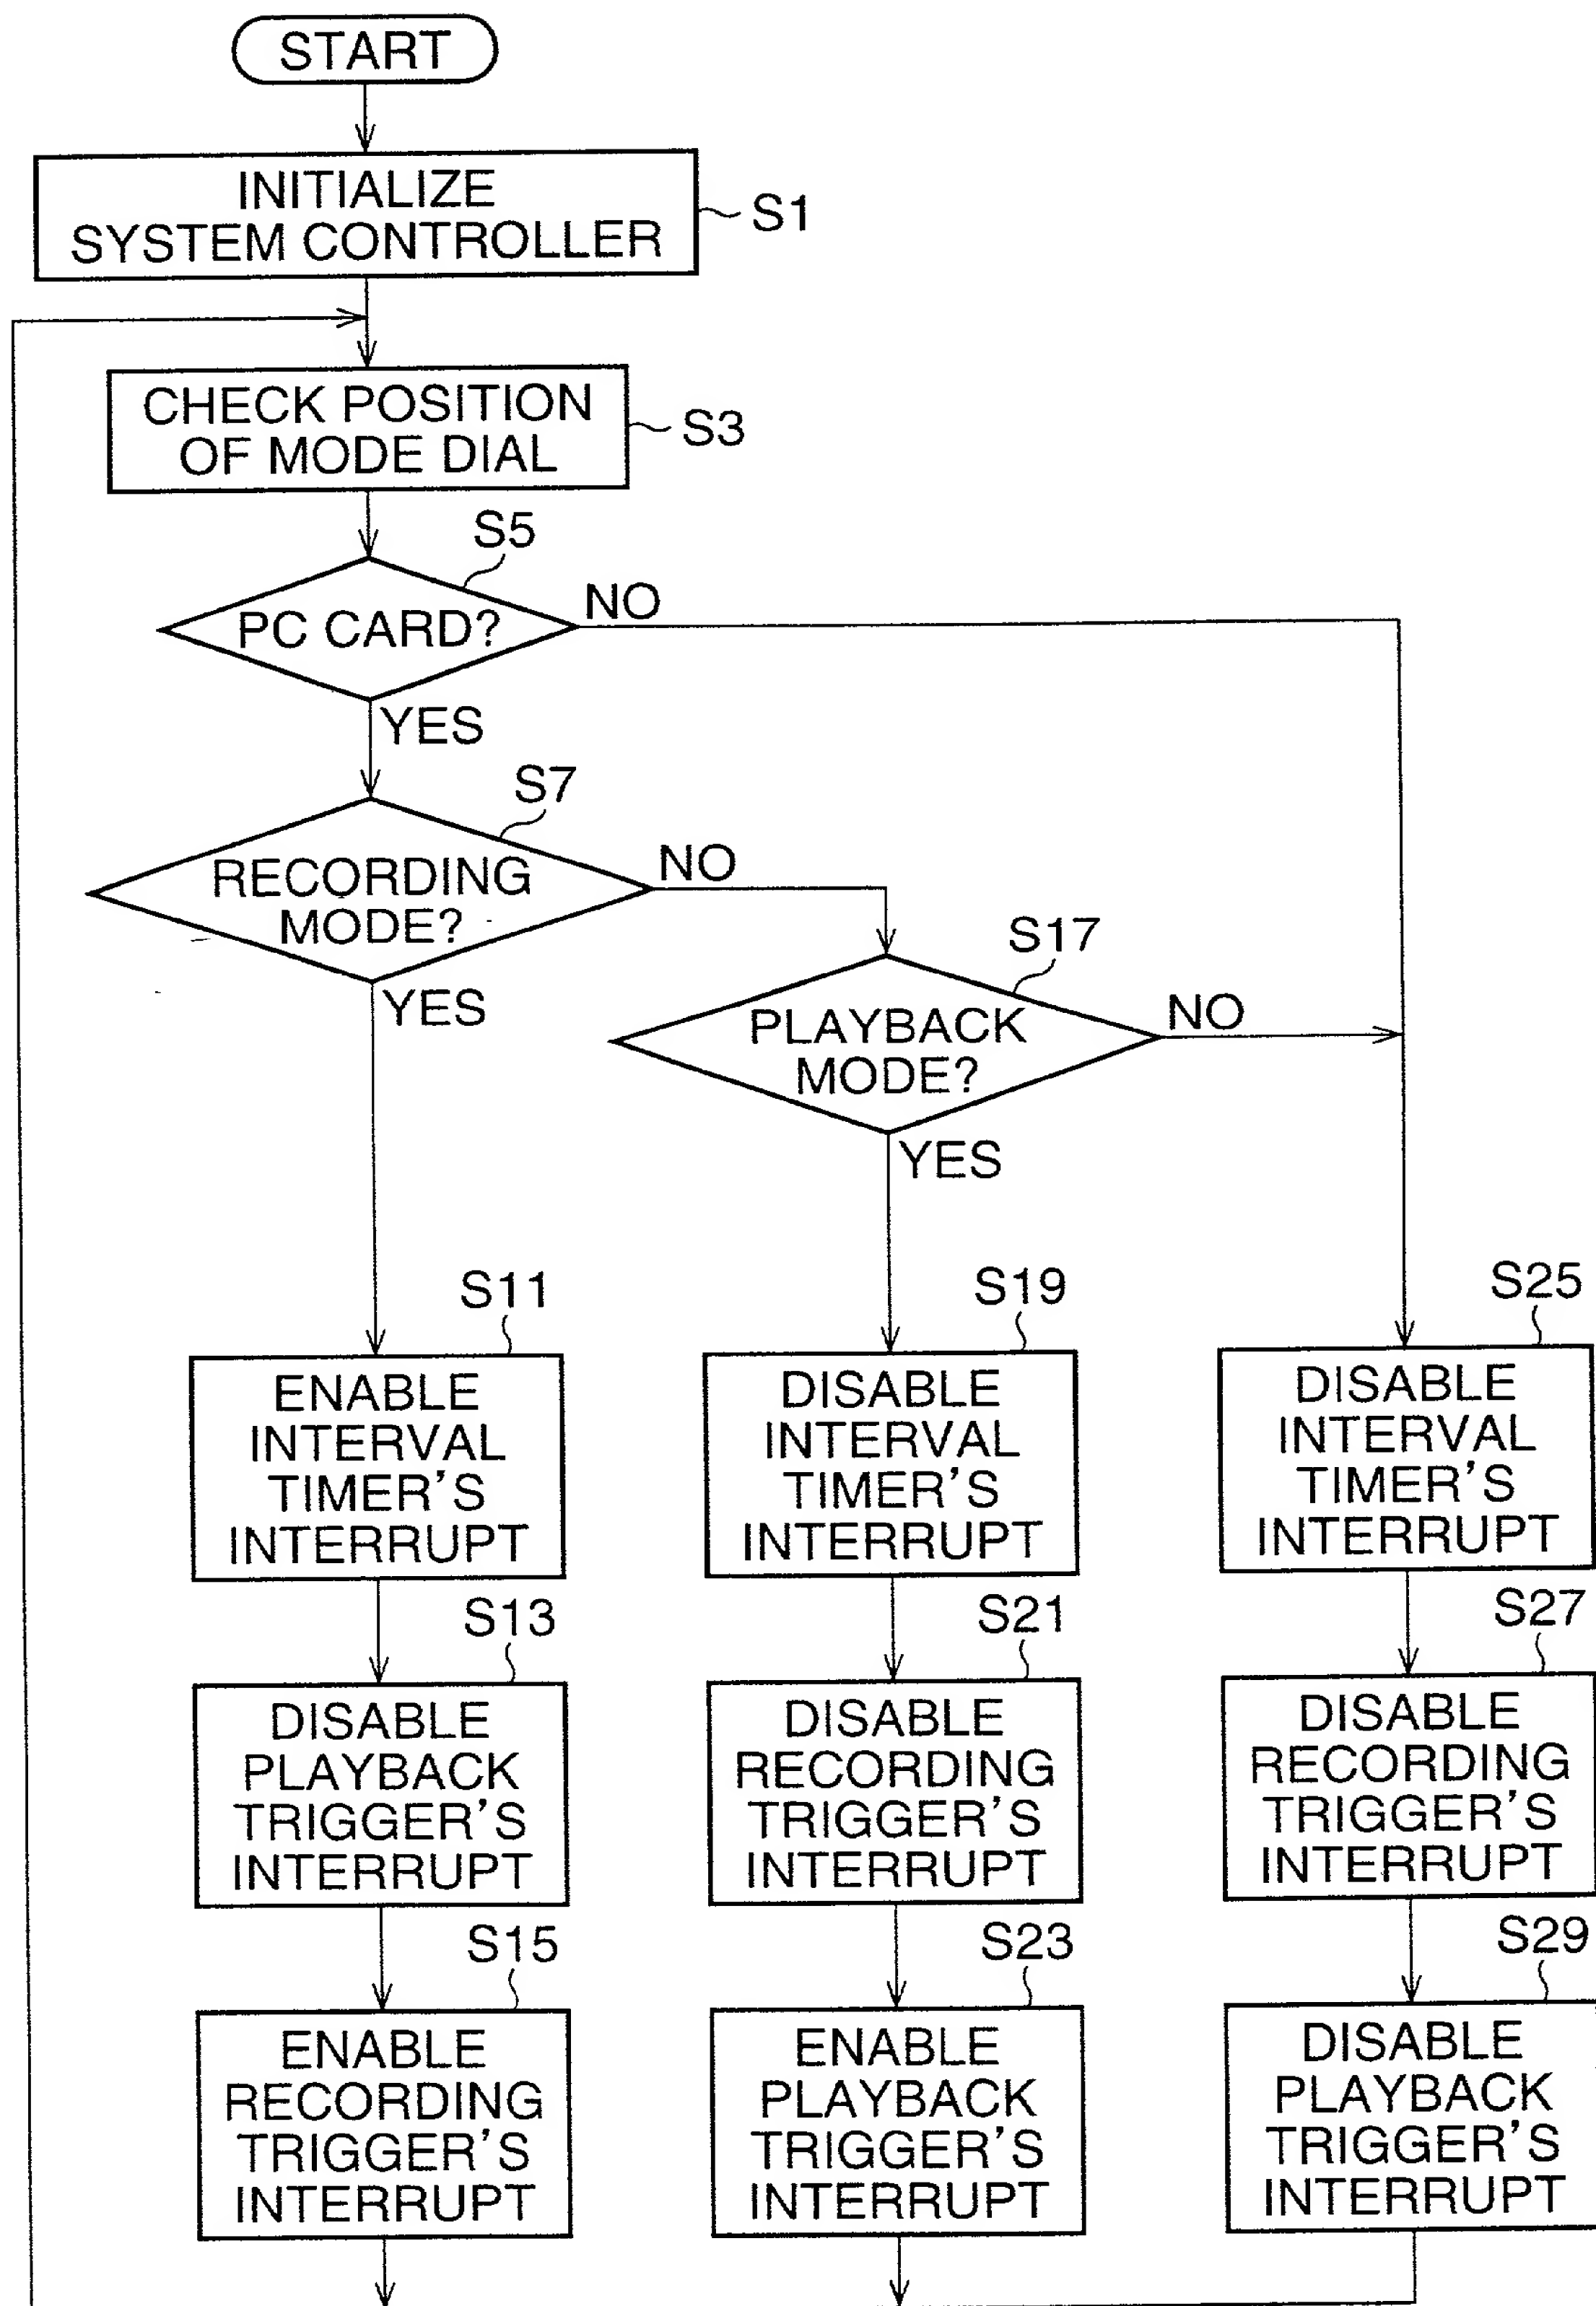 START
INITIALIZE
SYSTEM CONTROLLER
S1
CHECK POSITION
OF MODE DIAL
S3
S5
PC CARD?
NO
YES
S7
RECORDING
MODE?
NO
YES
S17
PLAYBACK
MODE?
NO
YES
S11
ENABLE
INTERVAL
TIMER'S
INTERRUPT
S13
DISABLE
PLAYBACK
TRIGGER'S
INTERRUPT
S15
ENABLE
RECORDING
TRIGGER'S
INTERRUPT
S19
DISABLE
INTERVAL
TIMER'S
INTERRUPT
S21
DISABLE
RECORDING
TRIGGER'S
INTERRUPT
S23
ENABLE
PLAYBACK
TRIGGER'S
INTERRUPT
S25
DISABLE
INTERVAL
TIMER'S
INTERRUPT
S27
DISABLE
RECORDING
TRIGGER'S
INTERRUPT
S29
DISABLE
PLAYBACK
TRIGGER'S
INTERRUPT